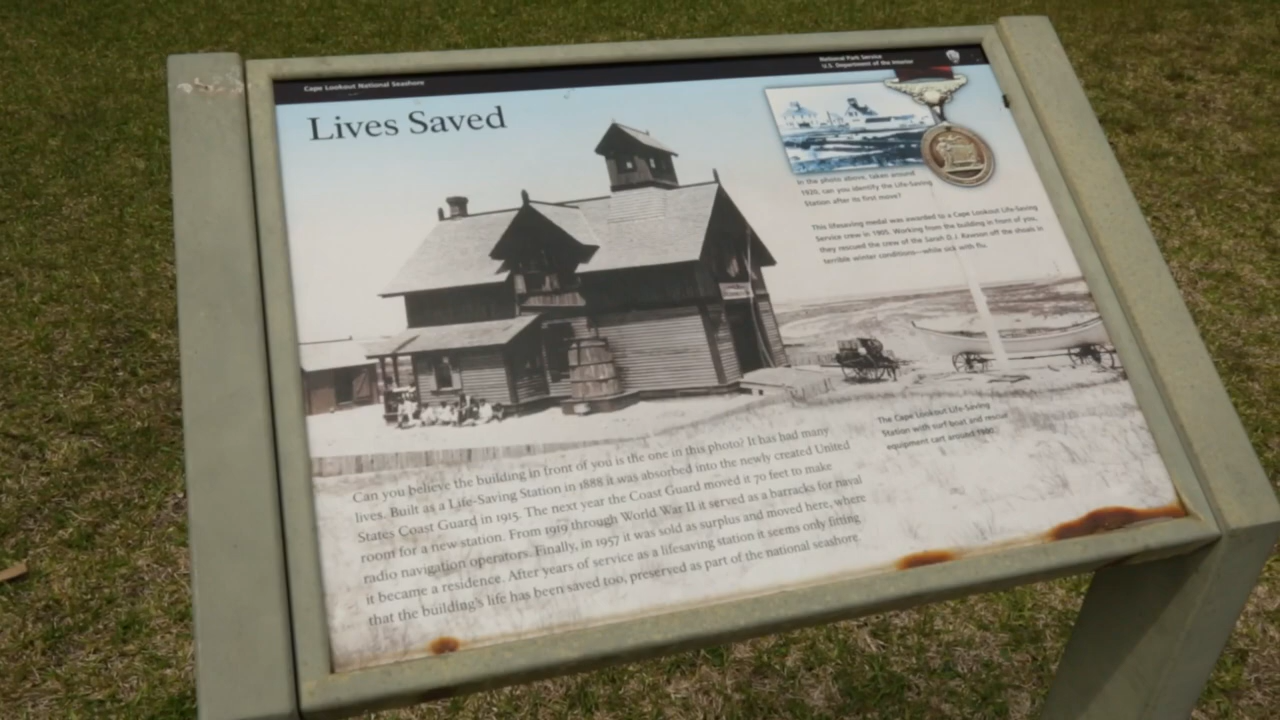 Cape Lookout National Seashore
National Park Service
U.S. Department of the Interior
Lives Saved
In the photo above, taken around
1920, can you identify the Life-Saving
Station after its first move?
This lifesaving medal was awarded to a Cape Lookout Life-Saving
Service crew in 1905. Working from the building in front of you,
they rescued the crew of the Sarah D.J. Rawson off the shoals in
terrible winter conditions—while sick with flu.
The Cape Lookout Life-Saving
Station with surf boat and rescue
equipment cart around 1900.
Can you believe the building in front of you is the one in this photo? It has had many
lives. Built as a Life-Saving Station in 1888 it was absorbed into the newly created United
States Coast Guard in 1915. The next year the Coast Guard moved it 70 feet to make
room for a new station. From 1919 through World War II it served as a barracks for naval
radio navigation operators. Finally, in 1957 it was sold as surplus and moved here, where
it became a residence. After years of service as a lifesaving station it seems only fitting
that the building's life has been saved too, preserved as part of the national seashore.